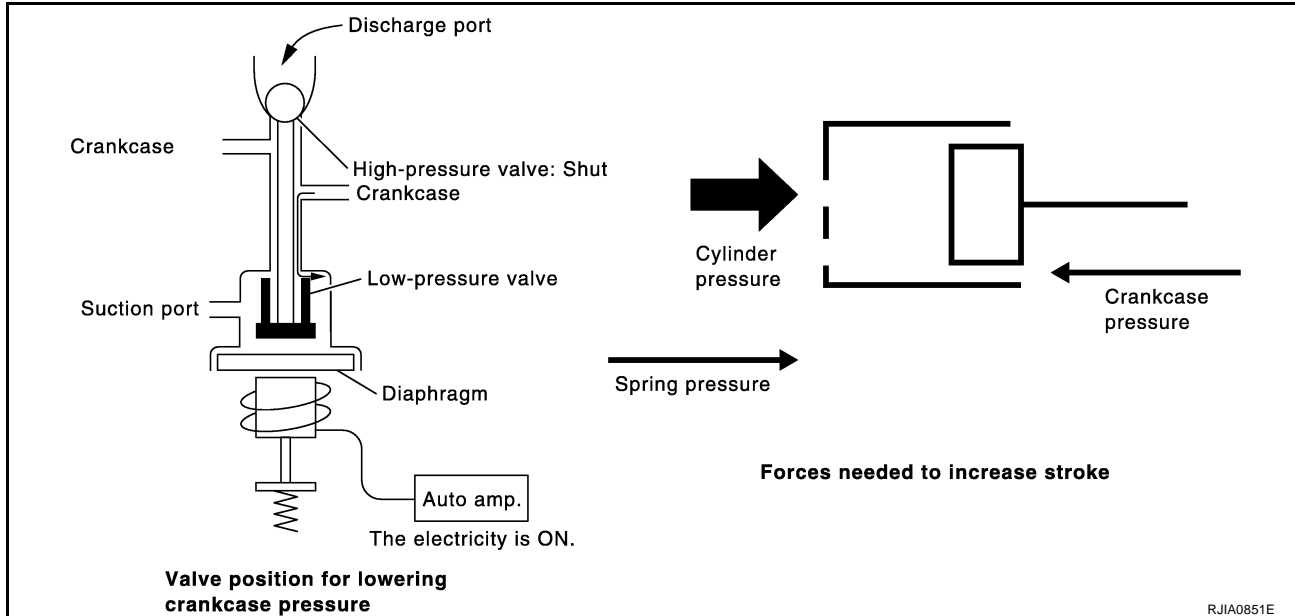 Discharge port
Crankcase
High-pressure valve: Shut
Crankcase
Low-pressure valve
Suction port
Diaphragm
Auto amp.
The electricity is ON.
Valve position for lowering
crankcase pressure
Cylinder
pressure
Crankcase
pressure
Spring pressure
Forces needed to increase stroke
RJIA0851E